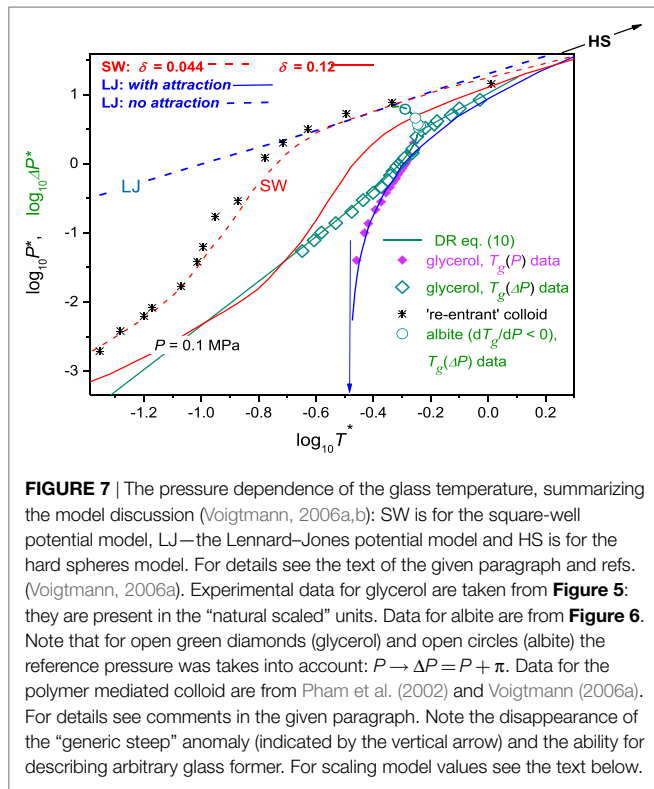 HS
SW: δ = 0.044 δ = 0.12
LJ: with attraction
LJ: no attraction
LJ
SW
DR eq. (10)
glycerol, Tg(P) data
glycerol, Tg(ΔP) data
're-entrant' colloid
albite (dTg/dP < 0),
Tg(ΔP) data
P = 0.1 MPa
log10P*, log10ΔP*
1
0
-1
-2
-3
-1.2 -1.0 -0.8 -0.6 -0.4 -0.2 0.0 0.2
log10T*
FIGURE 7 | The pressure dependence of the glass temperature, summarizing
the model discussion (Voigtmann, 2006a,b): SW is for the square-well
potential model, LJ—the Lennard–Jones potential model and HS is for the
hard spheres model. For details see the text of the given paragraph and refs.
(Voigtmann, 2006a). Experimental data for glycerol are taken from Figure 5:
they are present in the “natural scaled” units. Data for albite are from Figure 6.
Note that for open green diamonds (glycerol) and open circles (albite) the
reference pressure was taken into account: P → ΔP = P + π. Data for the
polymer mediated colloid are from Pham et al. (2002) and Voigtmann (2006a).
For details see comments in the given paragraph. Note the disappearance of
the “generic steep” anomaly (indicated by the vertical arrow) and the ability for
describing arbitrary glass former. For scaling model values see the text below.